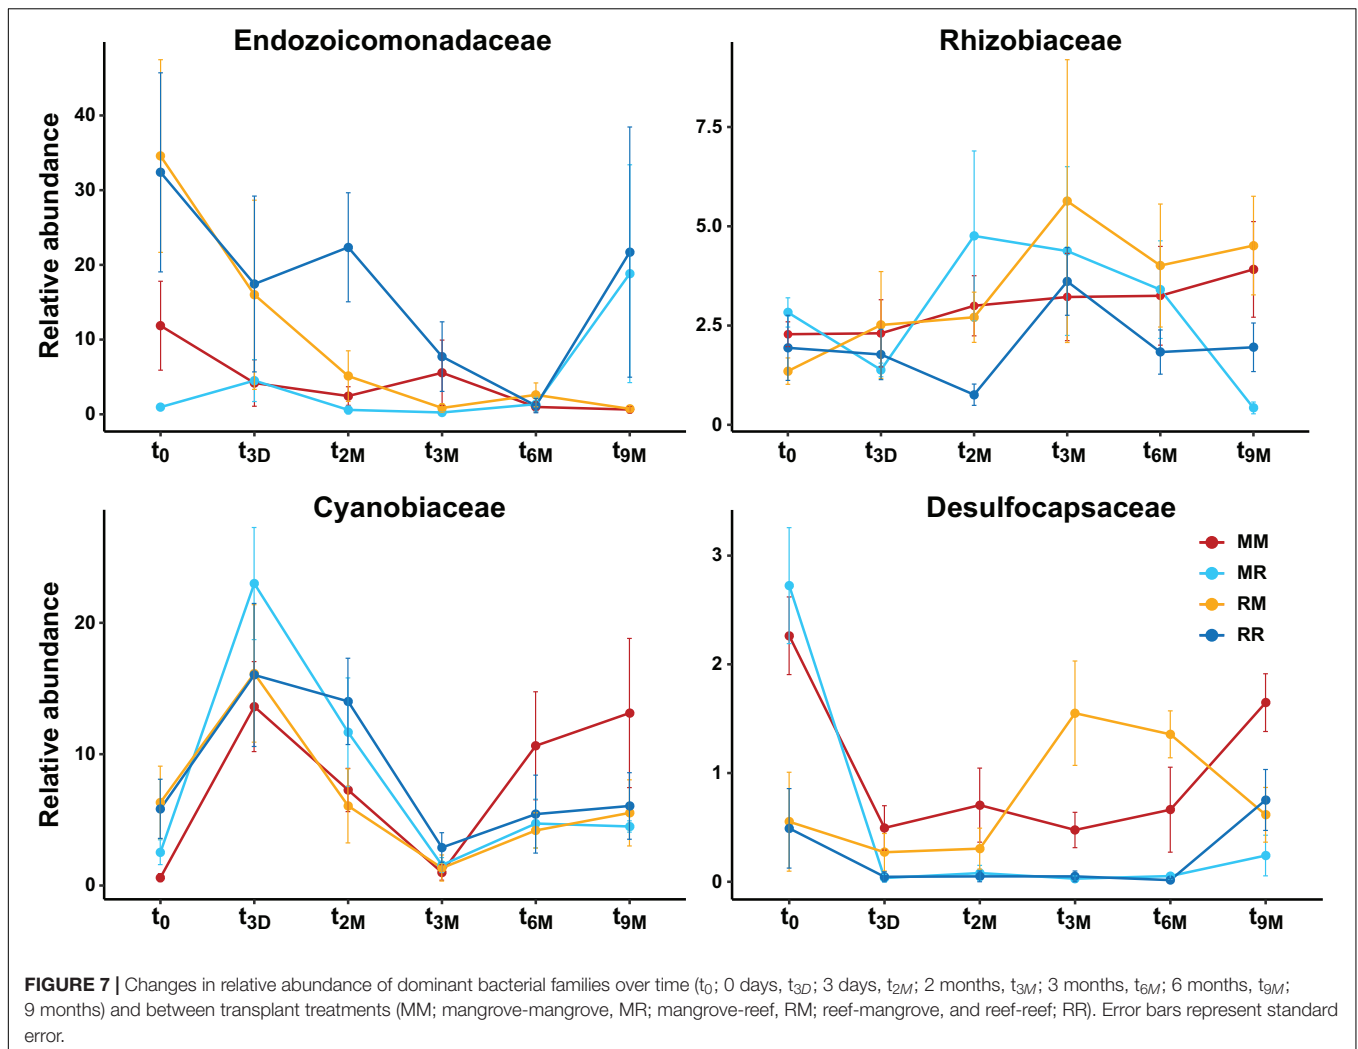 Endozoicomonadaceae
Relative abundance
40
30
20
10
0
t0 t3D t2M t3M t6M t9M
Rhizobiaceae
7.5
5.0
2.5
0
t0 t3D t2M t3M t6M t9M
Cyanobiaceae
Relative abundance
20
10
0
t0 t3D t2M t3M t6M t9M
Desulfocapsaceae
MM
MR
RM
RR
3
2
1
0
t0 t3D t2M t3M t6M t9M
FIGURE 7 | Changes in relative abundance of dominant bacterial families over time (t0; 0 days, t3D; 3 days, t2M; 2 months, t3M; 3 months, t6M; 6 months, t9M;
9 months) and between transplant treatments (MM; mangrove-mangrove, MR; mangrove-reef, RM; reef-mangrove, and reef-reef; RR). Error bars represent standard
error.